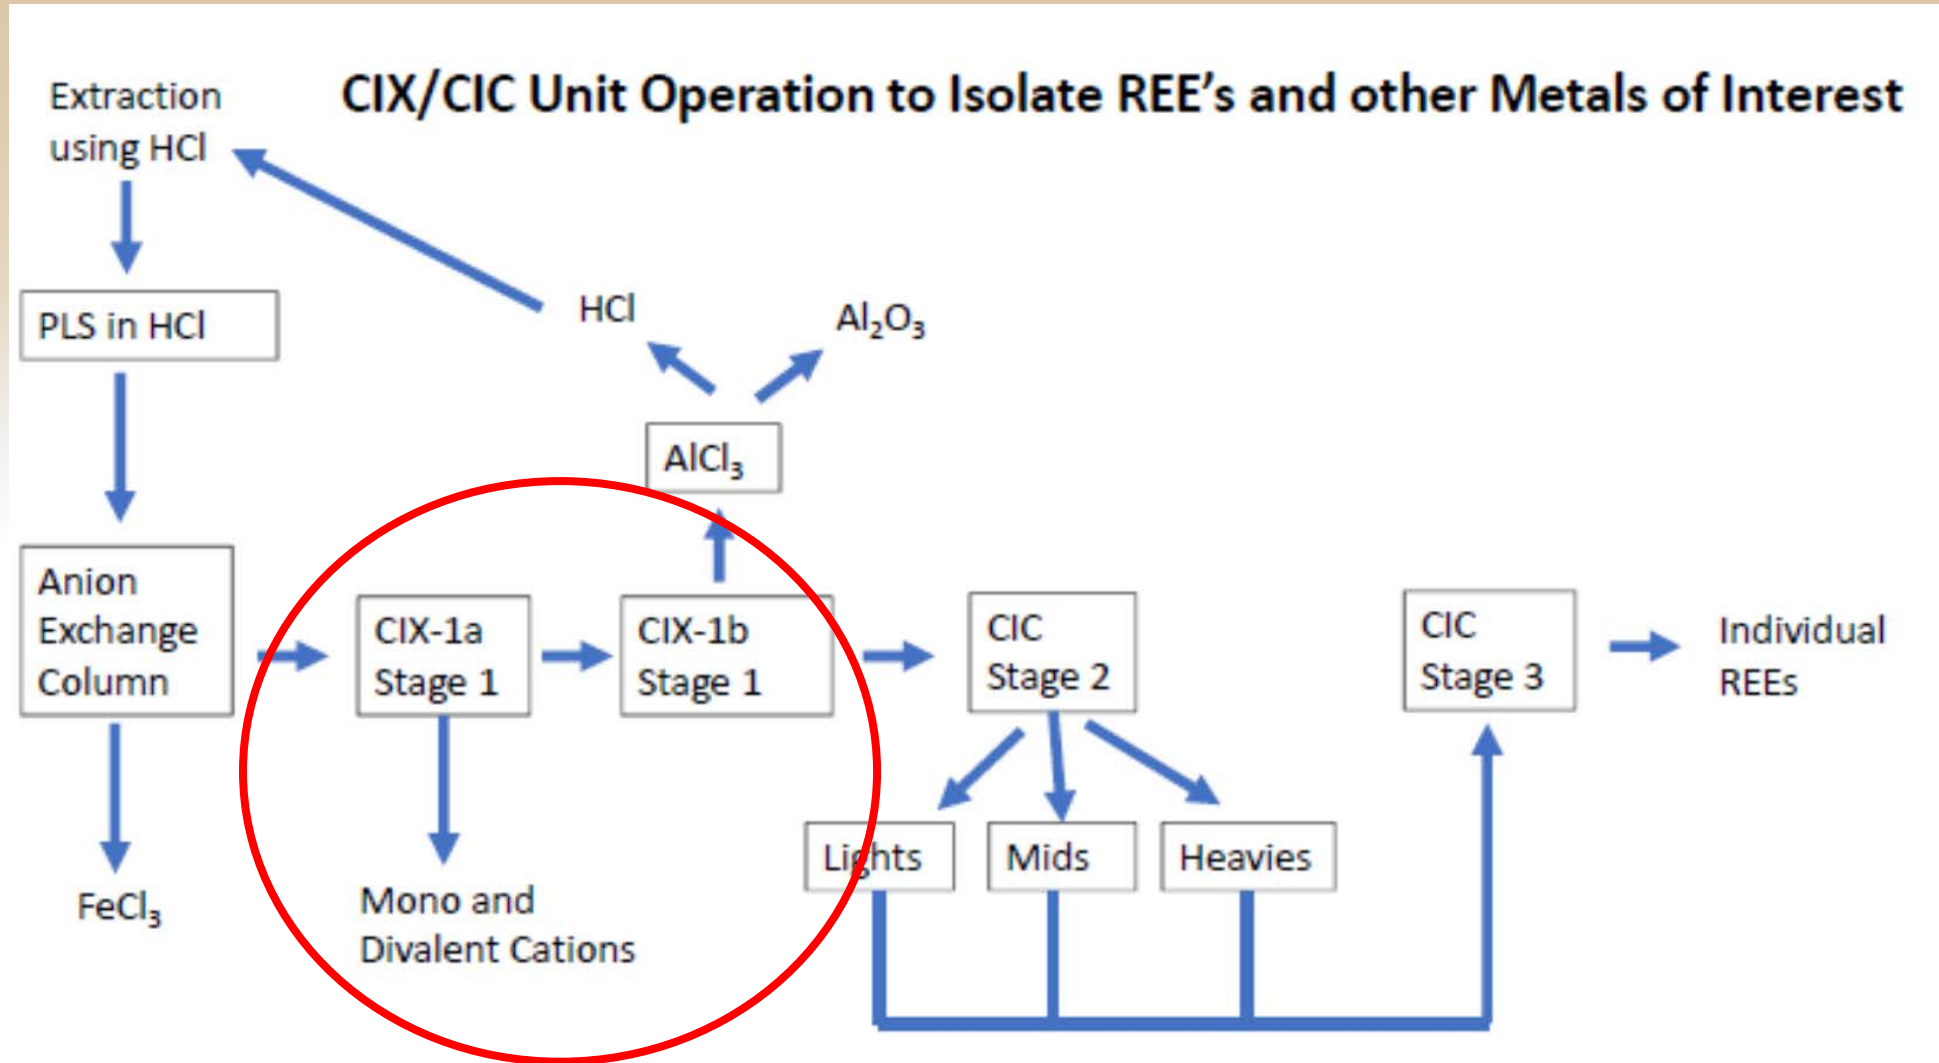 CIX/CIC Unit Operation to Isolate REE's and other Metals of Interest
Extraction
using HCl
PLS in HCl
HCl
Al₂O₃
AlCl₃
Anion
Exchange
Column
CIX-1a
Stage 1
CIX-1b
Stage 1
CIC
Stage 2
CIC
Stage 3
Individual
REEs
Lights
Mids
Heavies
FeCl₃
Mono and
Divalent Cations